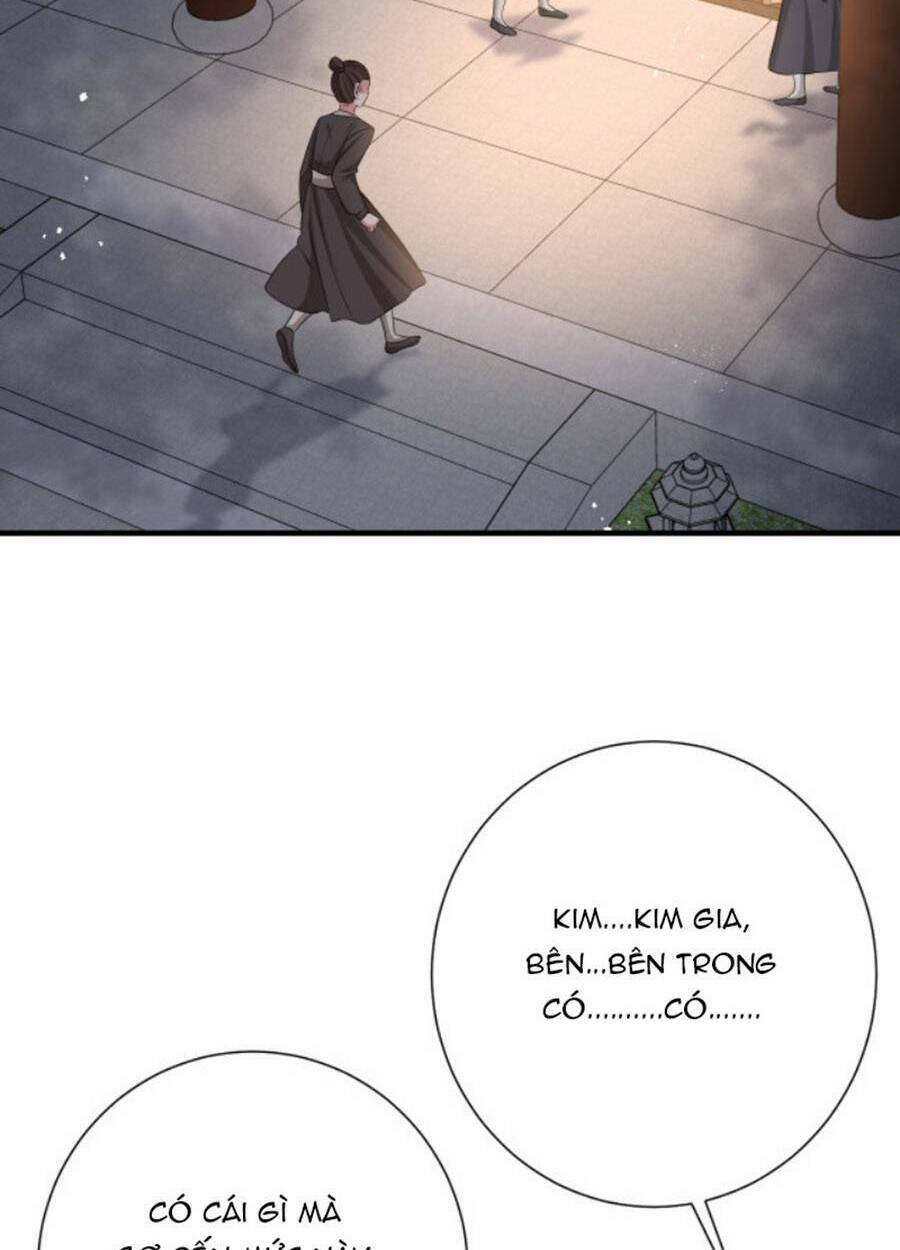 KIM....KIM GIA,
BÊN...BÊN TRONG
CÓ..........CÓ.......
CÓ CÁI GÌ MÀ